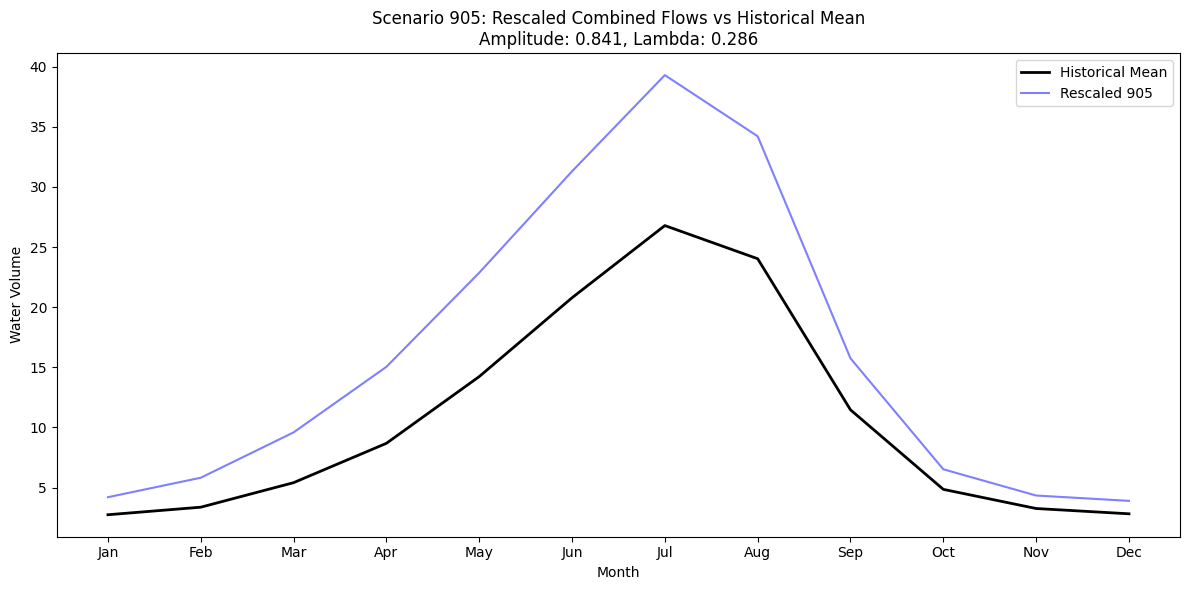 Scenario 905: Rescaled Combined Flows vs Historical Mean
Amplitude: 0.841, Lambda: 0.286
Historical Mean
Rescaled 905
Water Volume
40
35
30
25
20
15
10
5
Jan Feb Mar Apr May Jun Jul Aug Sep Oct Nov Dec
Month